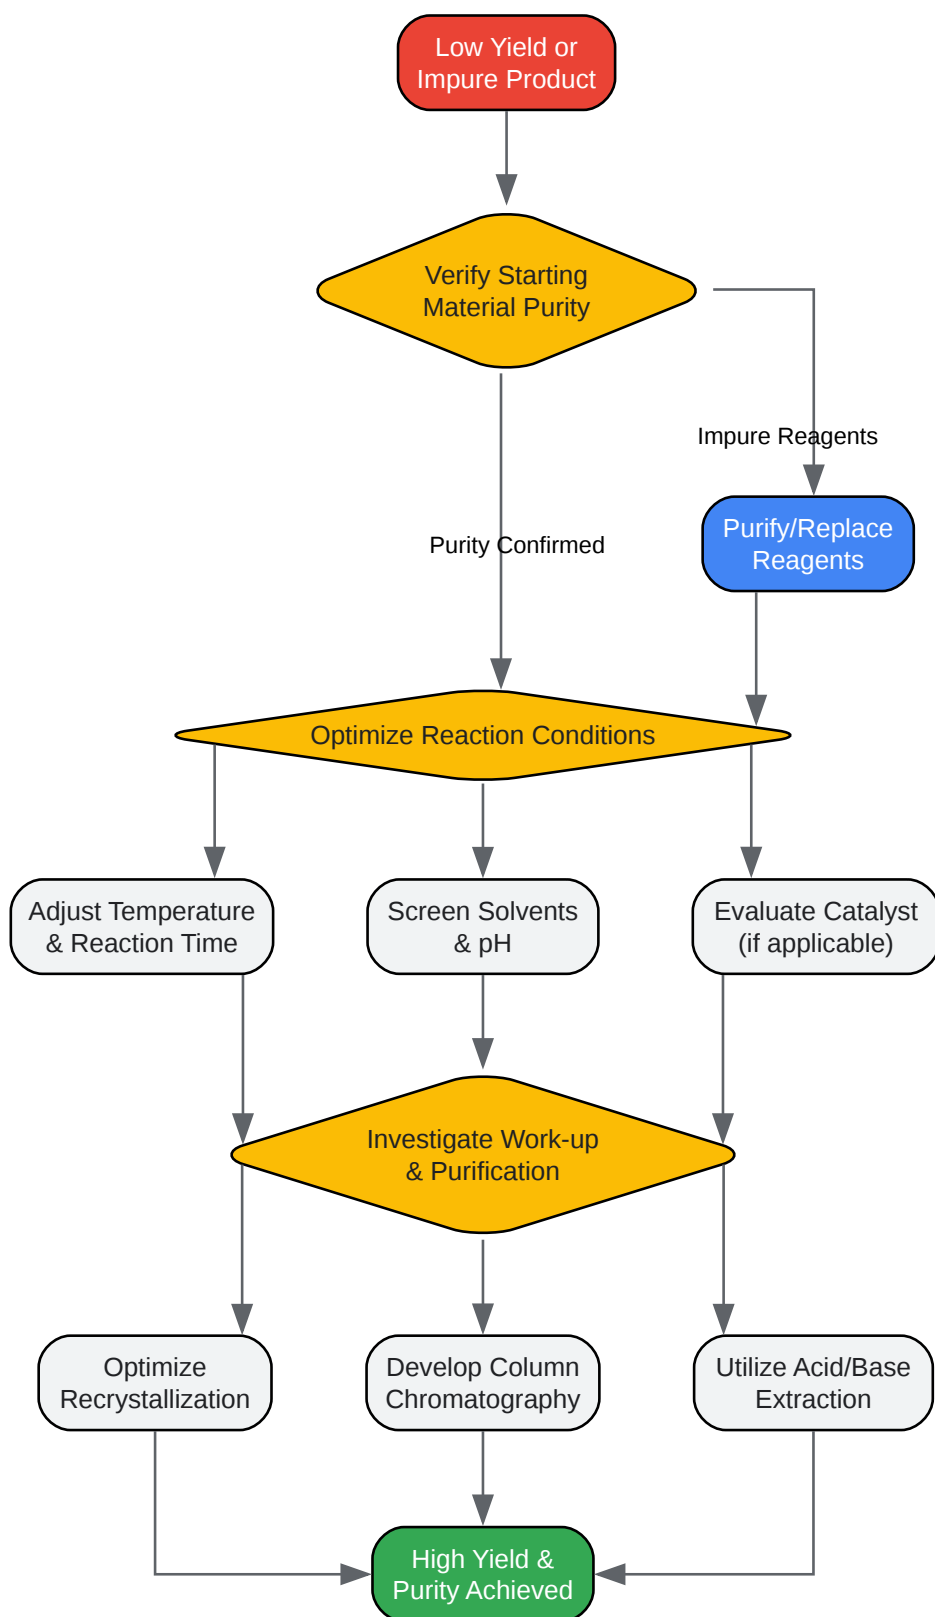 Low Yield or
Impure Product
Verify Starting
Material Purity
Impure Reagents
Purify/Replace
Reagents
Purity Confirmed
Optimize Reaction Conditions
Adjust Temperature
& Reaction Time
Screen Solvents
& pH
Evaluate Catalyst
(if applicable)
Investigate Work-up
& Purification
Optimize
Recrystallization
Develop Column
Chromatography
Utilize Acid/Base
Extraction
High Yield &
Purity Achieved